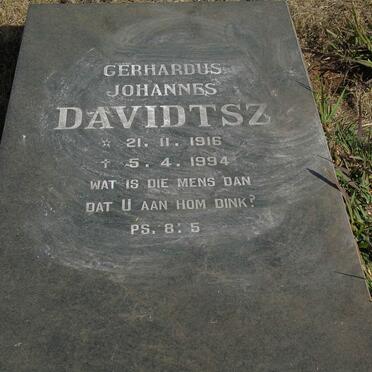 GERHARDUS
JOHANNES
DAVIDTSZ
☆ 21. 11. 1916
† 5. 4. 1994
WAT IS DIE MENS DAN
DAT U AAN HOM DINK?
PS. 8:5